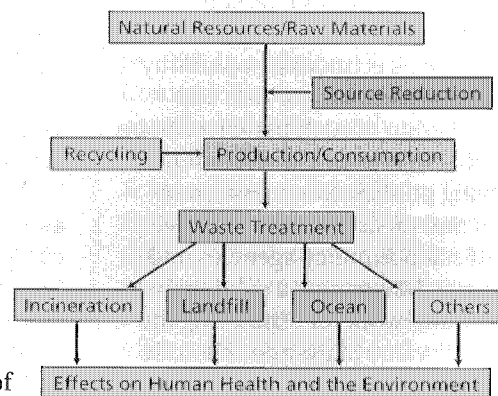 Natural Resources/Raw Materials
Source Reduction
Recycling
Production/Consumption
Waste Treatment
Incineration
Landfill
Ocean
Others
of
Effects on Human Health and the Environment